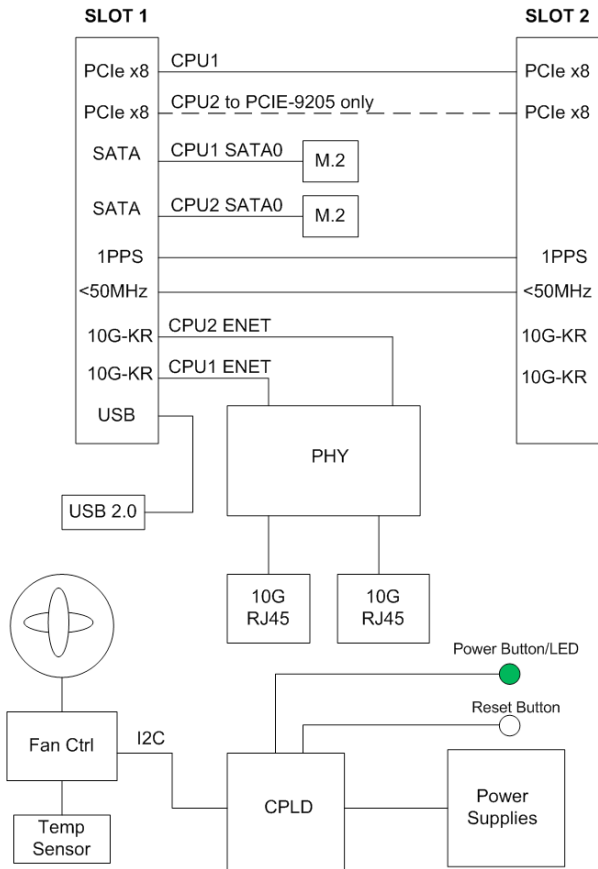 SLOT 1
SLOT 2
PCIe x8
CPU1
PCIe x8
PCIe x8
CPU2 to PCIE-9205 only
PCIe x8
SATA
CPU1 SATA0
M.2
SATA
CPU2 SATA0
M.2
1PPS
1PPS
<50MHz
<50MHz
10G-KR
CPU2 ENET
10G-KR
10G-KR
CPU1 ENET
10G-KR
USB
PHY
USB 2.0
10G
RJ45
10G
RJ45
Power Button/LED
Reset Button
Fan Ctrl
I2C
CPLD
Power
Supplies
Temp
Sensor